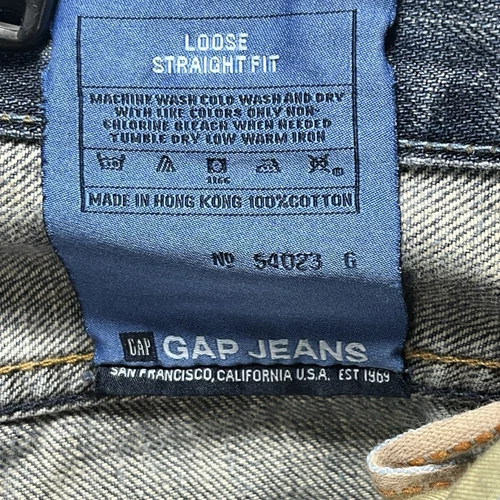 LOOSE
STRAIGHT FIT
MACHINE WASH COLD WASH AND DRY
WITH LIKE COLORS ONLY NON-
CHLORINE BLEACH WHEN NEEDED
TUMBLE DRY LOW WARM IRON
1166
MADE IN HONG KONG 100% COTTON
No 54023 G
GAP GAP JEANS
SAN FRANCISCO, CALIFORNIA U.S.A. EST 1969